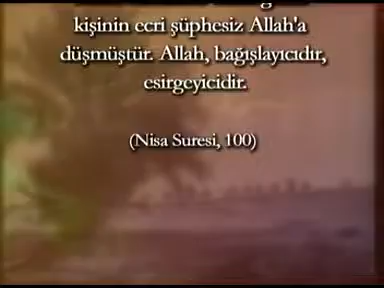 kişinin ecri şüphesiz Allah'a
düşmüştür. Allah, bağışlayıcıdır,
esirgeyicidir.
(Nisa Suresi, 100)